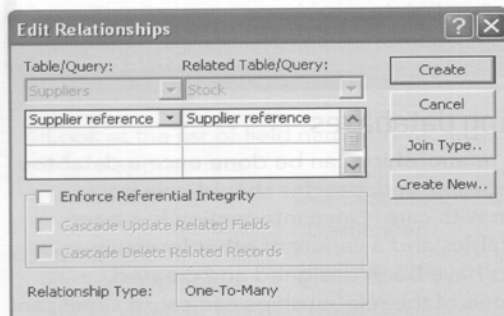 Edit Relationships
Table/Query: Related Table/Query:
Suppliers Stock
Supplier reference Supplier reference
Enforce Referential Integrity
Cascade Update Related Fields
Cascade Delete Related Records
Relationship Type: One-To-Many
Create
Cancel
Join Type..
Create New..